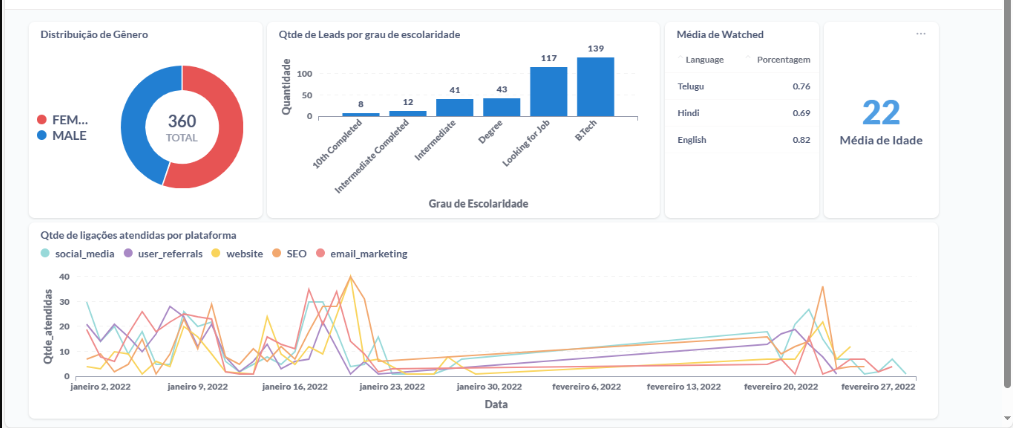 Distribuição de Gênero
FEM...
MALE
360
TOTAL
Qtde de Leads por grau de escolaridade
Quantidade
100
50
0
8
12
41
43
117
139
10th Completed
Intermediate Completed
Intermediate
Degree
Looking for Job
B.Tech
Grau de Escolaridade
Média de Watched
Language Porcentagem
Telugu 0.76
Hindi 0.69
English 0.82
...
22
Média de Idade
Qtde de ligações atendidas por plataforma
social_media user_referrals website SEO email_marketing
Qtde_atendidas
40
30
20
10
0
janeiro 2, 2022 janeiro 9, 2022 janeiro 16, 2022 janeiro 23, 2022 janeiro 30, 2022 fevereiro 6, 2022 fevereiro 13, 2022 fevereiro 20, 2022 fevereiro 27, 2022
Data